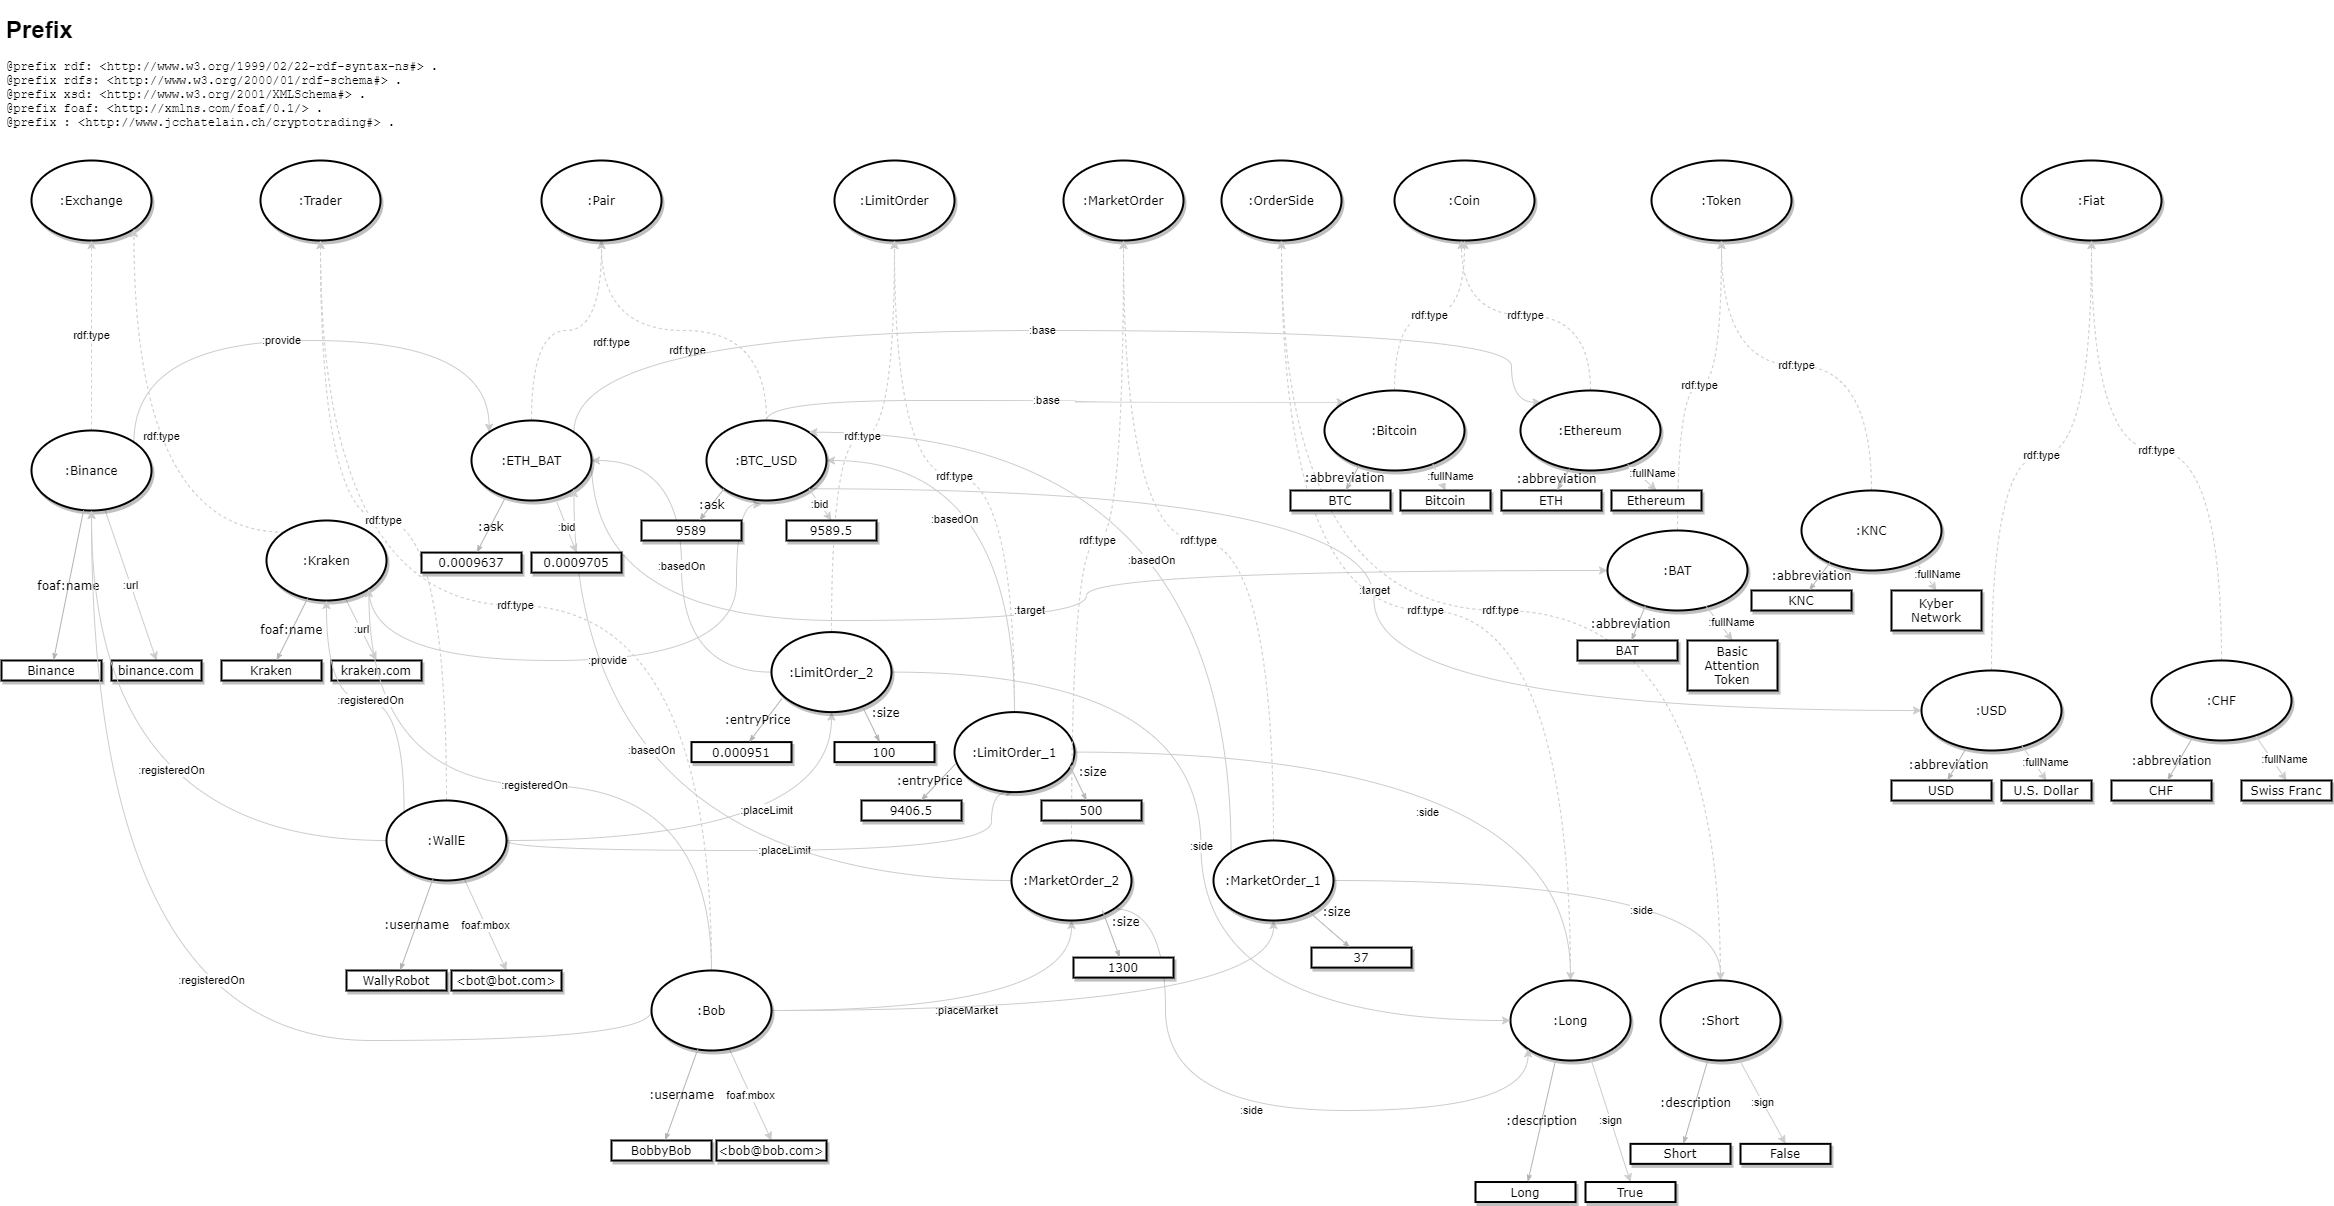 Prefix
@prefix rdf: <http://www.w3.org/1999/02/22-rdf-syntax-ns#> .
@prefix rdfs: <http://www.w3.org/2000/01/rdf-schema#> .
@prefix xsd: <http://www.w3.org/2001/XMLSchema#> .
@prefix foaf: <http://xmlns.com/foaf/0.1/> .
@prefix : <http://www.jcchatelain.ch/cryptotrading#> .
:Exchange
:Trader
:Pair
:LimitOrder
:MarketOrder
:OrderSide
:Coin
:Token
:Fiat
rdf:type
:provide
rdf:type
rdf:type
:base
rdf:type
rdf:type
rdf:type
rdf:type
:base
rdf:type
rdf:type
rdf:type
rdf:type
rdf:type
:Binance
:ETH_BAT
:BTC_USD
:Bitcoin
:Ethereum
rdf:type
:abbreviation
:fullName
:abbreviation
:fullName
BTC
Bitcoin
ETH
Ethereum
:ask
:bid
9589
9589.5
rdf:type
:basedOn
:ask
:bid
:KNC
:Kraken
0.0009637
0.0009705
:basedOn
rdf:type
rdf:type
:basedOn
:BAT
:abbreviation
:fullName
KNC
Kyber
Network
foaf:name
:url
rdf:type
:target
:target
rdf:type
rdf:type
:abbreviation
:fullName
BAT
Basic
Attention
Token
foaf:name
:url
Binance
binance.com
Kraken
kraken.com
:provide
:LimitOrder_2
:registeredOn
:entryPrice
:size
0.000951
100
:USD
:CHF
:abbreviation
:fullName
:abbreviation
:fullName
USD
U.S. Dollar
CHF
Swiss Franc
:registeredOn
:registeredOn
:basedOn
:LimitOrder_1
:entryPrice
:size
9406.5
500
:placeLimit
:side
:WallE
:placeLimit
:side
:MarketOrder_2
:MarketOrder_1
:side
:size
:size
1300
37
:username
foaf:mbox
WallyRobot
<bot@bot.com>
:registeredOn
:Bob
:placeMarket
:Long
:Short
:username
foaf:mbox
BobbyBob
<bob@bob.com>
:side
:description
:sign
:description
:sign
Short
False
Long
True